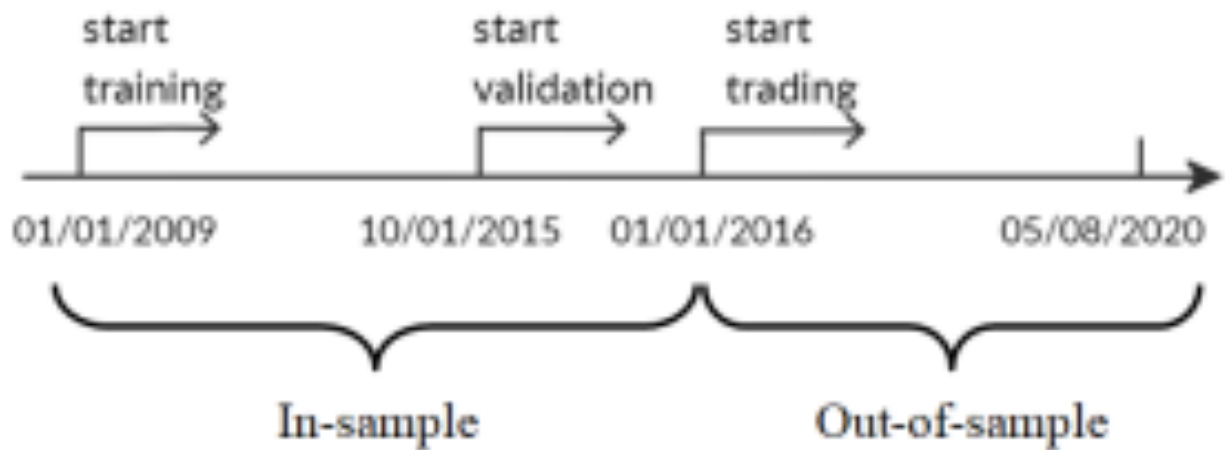 start
training
start
validation
start
trading
01/01/2009
10/01/2015
01/01/2016
05/08/2020
In-sample
Out-of-sample